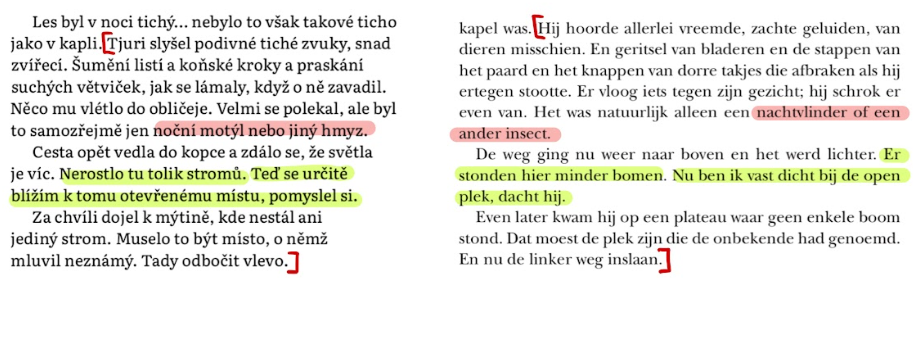 Les byl v noci tichý... nebylo to však takové ticho
jako v kapli. Tjuri slyšel podivné tiché zvuky, snad
zvířecí. Šumění listí a koňské kroky a praskání
suchých větviček, jak se lámaly, když o ně zavadil.
Něco mu vlétlo do obličeje. Velmi se polekal, ale byl
to samozřejmě jen noční motýl nebo jiný hmyz.
Cesta opět vedla do kopce a zdálo se, že světla
je víc. Nerostlo tu tolik stromů. Teď se určitě
blížím k tomu otevřenému místu, pomyslel si.
Za chvíli dojel k mýtině, kde nestál ani
jediný strom. Muselo to být místo, o němž
mluvil neznámý. Tady odbočit vlevo.
kapel was. Hij hoorde allerlei vreemde, zachte geluiden, van
dieren misschien. En geritsel van bladeren en de stappen van
het paard en het knappen van dorre takjes die afbraken als hij
ertegen stootte. Er vloog iets tegen zijn gezicht; hij schrok er
even van. Het was natuurlijk alleen een nachtvlinder of een
ander insect.
De weg ging nu weer naar boven en het werd lichter. Er
stonden hier minder bomen. Nu ben ik vast dicht bij de open
plek, dacht hij.
Even later kwam hij op een plateau waar geen enkele boom
stond. Dat moest de plek zijn die de onbekende had genoemd.
En nu de linker weg inslaan.